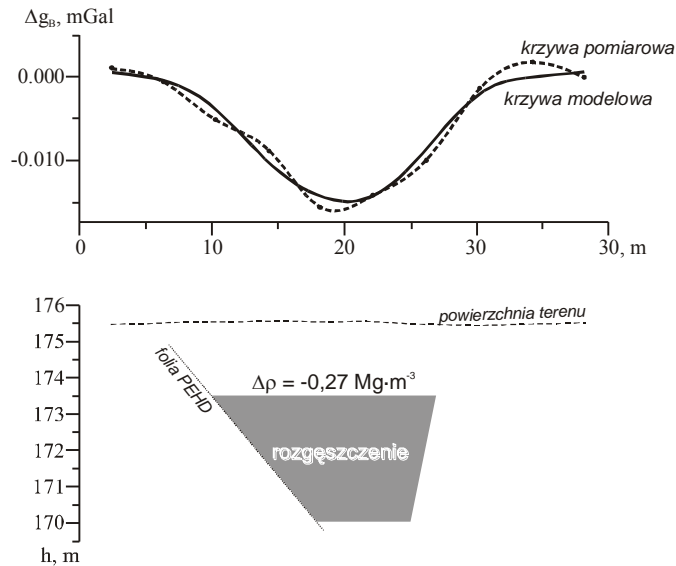 Δg_B, mGal
krzywa pomiarowa
0.000
krzywa modelowa
-0.010
0 10 20 30 30, m
176
powierzchnia terenu
175
folia PEHD
174
Δρ = -0,27 Mg·m⁻³
173
172
rozgęszczenie
171
170
h, m